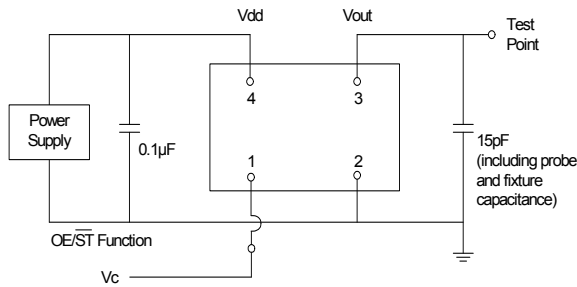 Vdd
Vout
Test
Point
Power
Supply
0.1µF
4
3
1
2
15pF
(including probe
and fixture
capacitance)
OE/ST Function
Vc